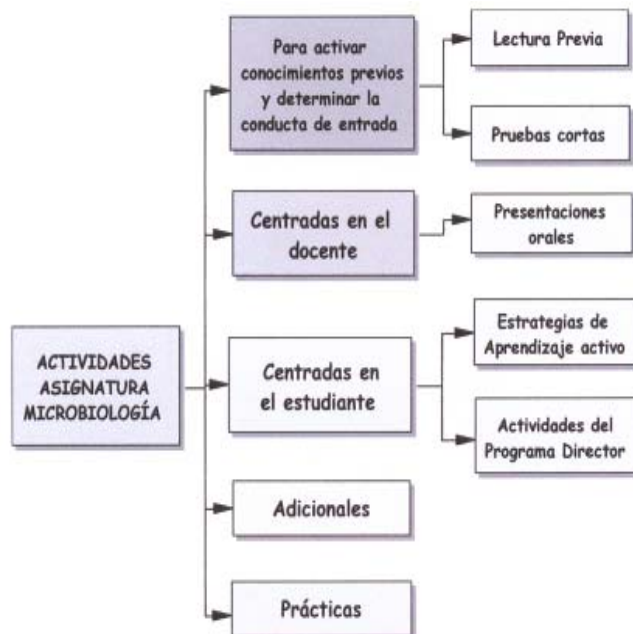 Para activar
conocimientos previos
y determinar la
conducta de entrada
Lectura Previa
Pruebas cortas
Centradas en el
docente
Presentaciones
orales
ACTIVIDADES
ASIGNATURA
MICROBIOLOGÍA
Centradas en
el estudiante
Estrategias de
Aprendizaje activo
Actividades del
Programa Director
Adicionales
Prácticas